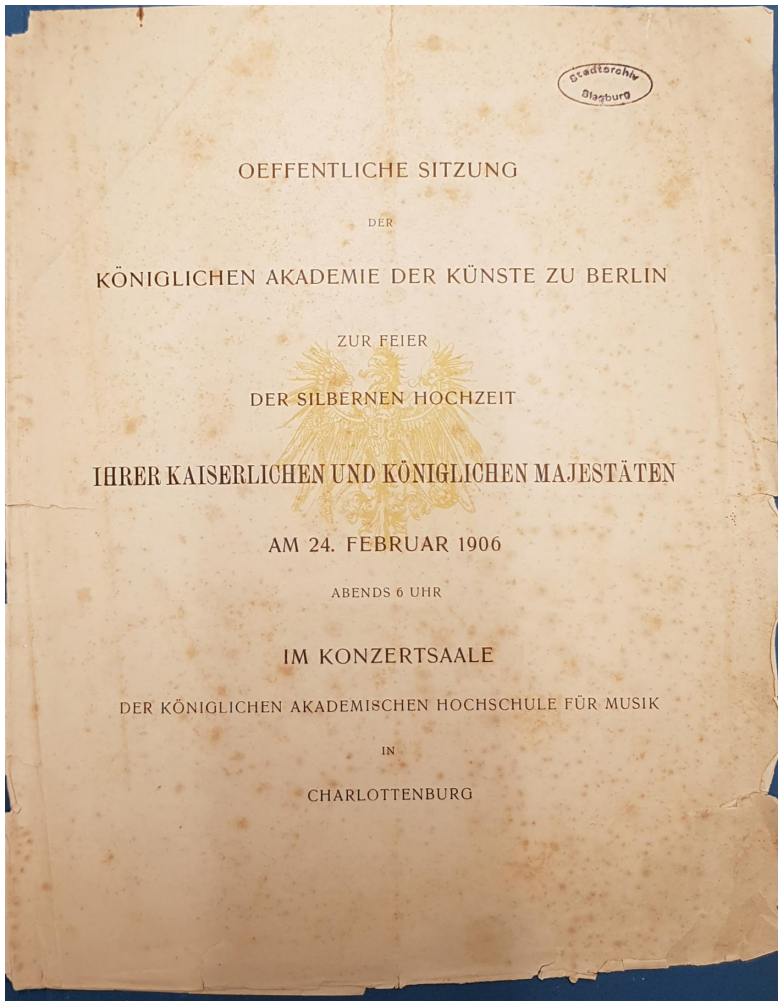 Stadtarchiv
Siegburg
OEFFENTLICHE SITZUNG
DER
KÖNIGLICHEN AKADEMIE DER KÜNSTE ZU BERLIN
ZUR FEIER
DER SILBERNEN HOCHZEIT
IHRER KAISERLICHEN UND KÖNIGLICHEN MAJESTÄTEN
AM 24. FEBRUAR 1906
ABENDS 6 UHR
IM KONZERTSAALE
DER KÖNIGLICHEN AKADEMISCHEN HOCHSCHULE FÜR MUSIK
IN
CHARLOTTENBURG